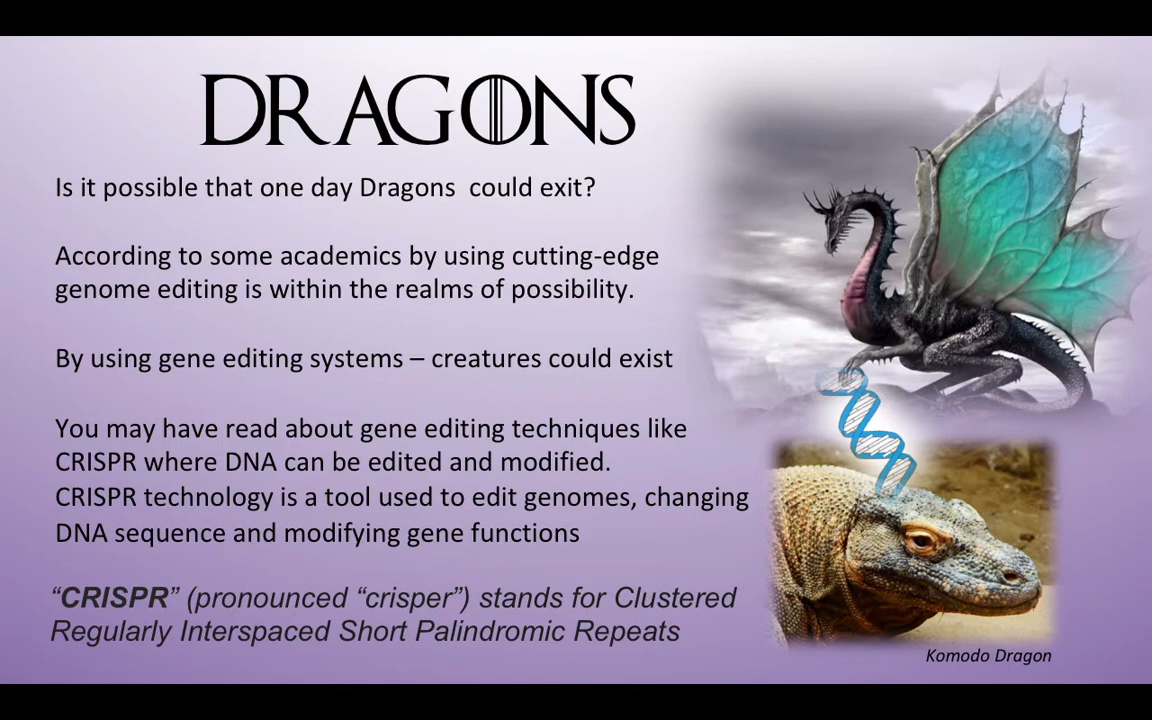 DRAGONS
Is it possible that one day Dragons could exit?
According to some academics by using cutting-edge
genome editing is within the realms of possibility.
By using gene editing systems – creatures could exist
You may have read about gene editing techniques like
CRISPR where DNA can be edited and modified.
CRISPR technology is a tool used to edit genomes, changing
DNA sequence and modifying gene functions
“CRISPR” (pronounced “crisper”) stands for Clustered
Regularly Interspaced Short Palindromic Repeats
Komodo Dragon